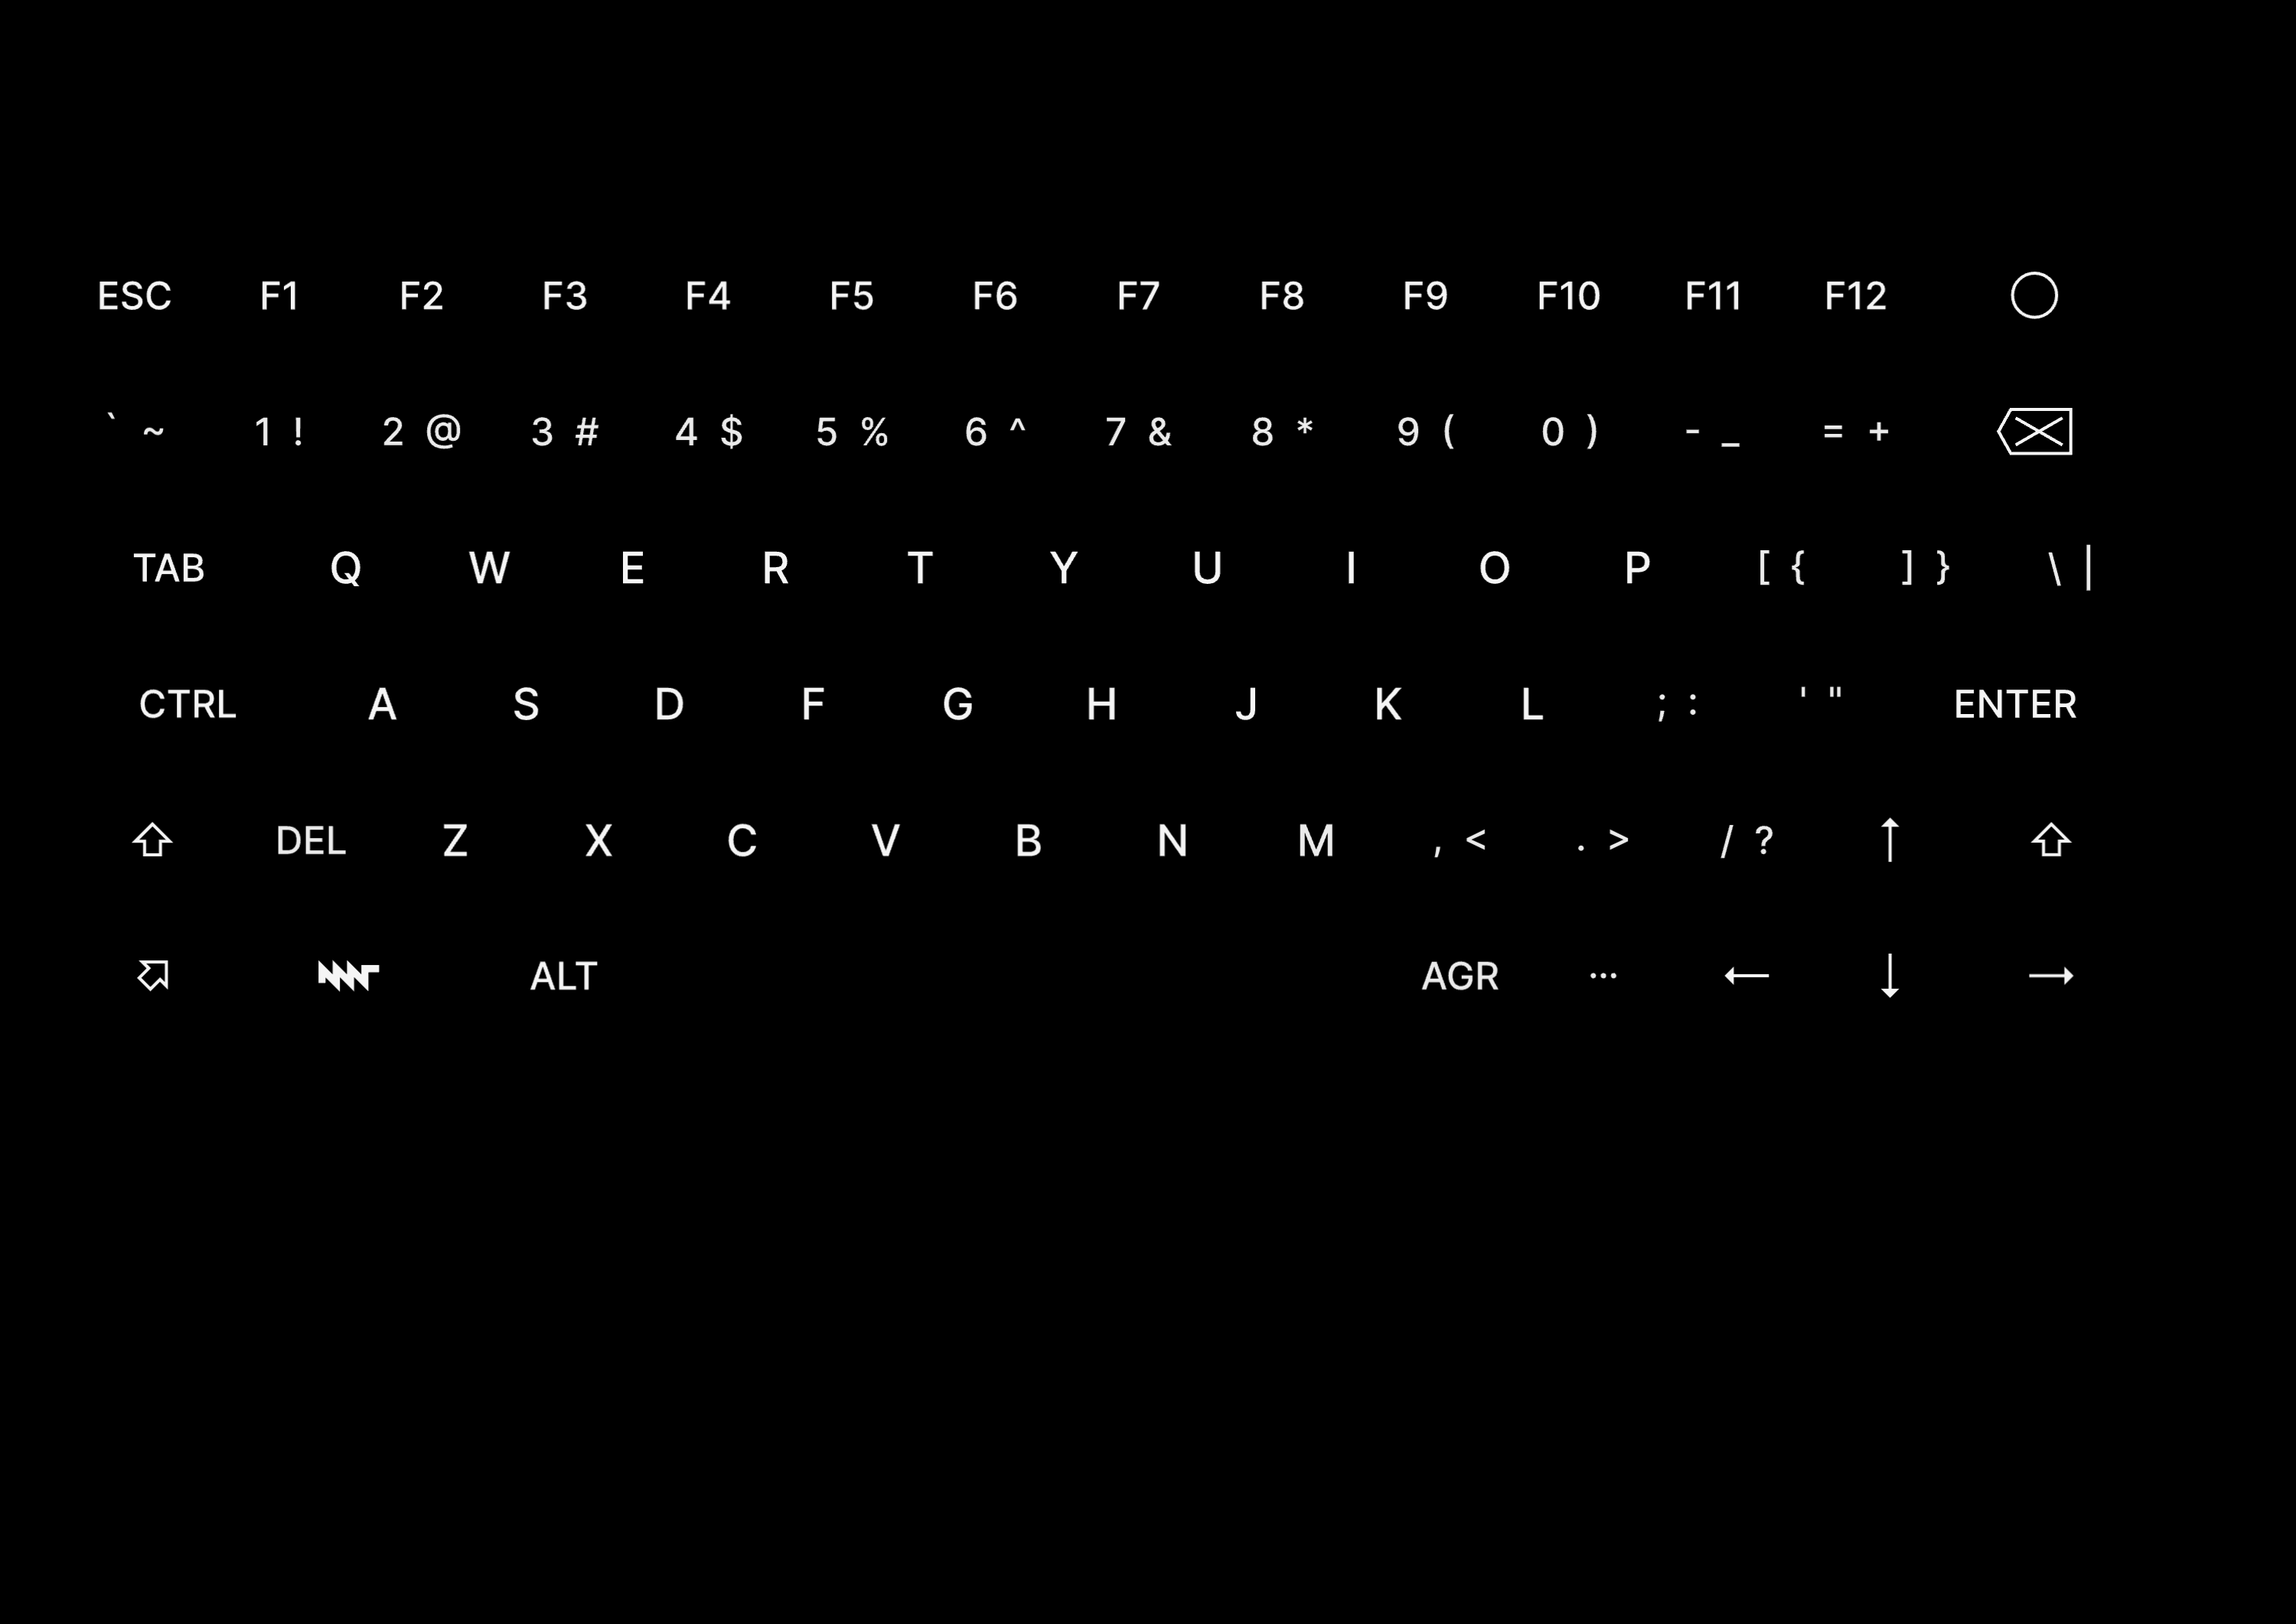 ESC F1 F2 F3 F4 F5 F6 F7 F8 F9 F10 F11 F12
` ~ 1 ! 2 @ 3 # 4 $ 5 % 6 ^ 7 & 8 * 9 ( 0 ) - _ = +
TAB Q W E R T Y U I O P [ { ] } \ |
CTRL A S D F G H J K L ; : ' " ENTER
⇧ DEL Z X C V B N M , < . > / ? ↑ ⇧
ALT AGR ... ← ↓ →